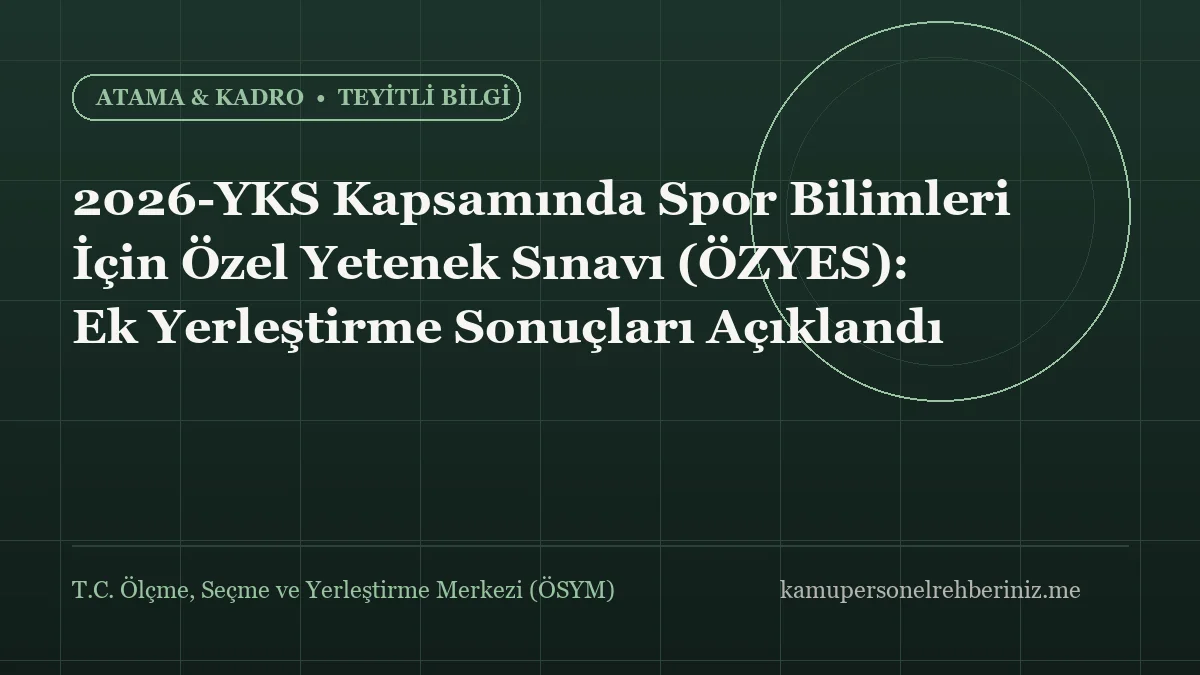 ATAMA & KADRO • TEYİTLİ BİLGİ
2026-YKS Kapsamında Spor Bilimleri
İçin Özel Yetenek Sınavı (ÖZYES):
Ek Yerleştirme Sonuçları Açıklandı
T.C. Ölçme, Seçme ve Yerleştirme Merkezi (ÖSYM)
kamupersonelrehberiniz.me